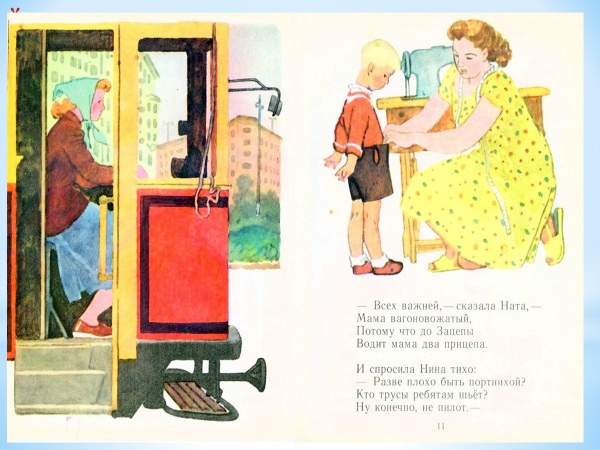 — Всех важней,— сказала Ната,—
Мама вагоновожатый,
Потому что до Зацепы
Водит мама два прицепа.
И спросила Нина тихо:
— Разве плохо быть портнихой?
Кто трусы ребятам шьёт?
Ну конечно, не пилот.—
11